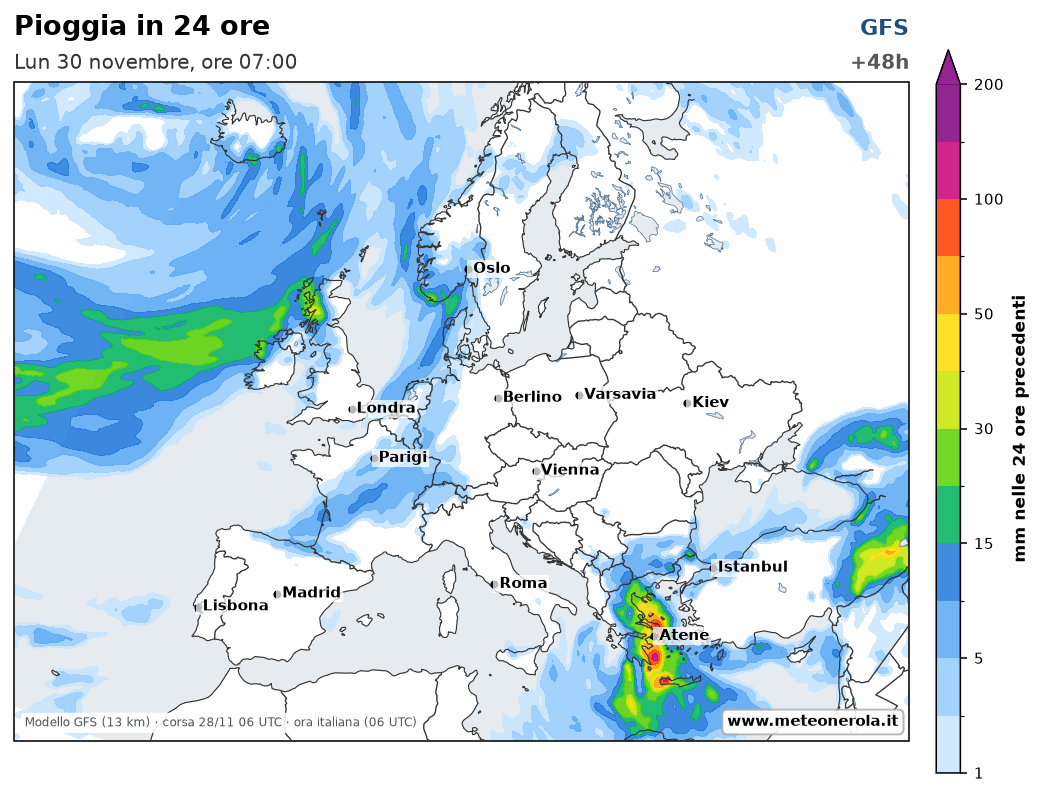 Pioggia in 24 ore
GFS
Lun 30 novembre, ore 07:00
+48h
200
100
50
30
15
5
1
mm nelle 24 ore precedenti
Oslo
Berlino
Varsavia
Kiev
Londra
Parigi
Vienna
Istanbul
Roma
Madrid
Lisbona
Atene
Modello GFS (13 km) · corsa 28/11 06 UTC · ora italiana (06 UTC)
www.meteonerola.it